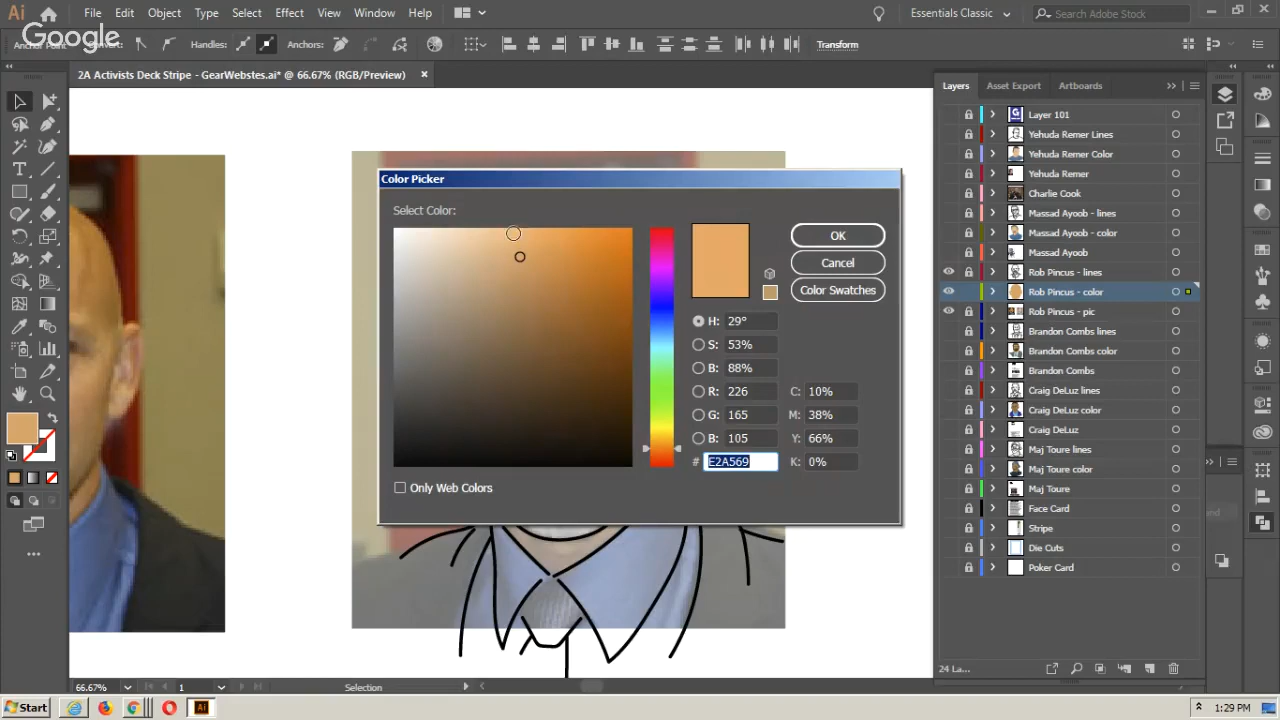 Ai File Edit Object Type Select Effect View Window Help Essentials Classic Search Adobe Stock
Google
Anchor Point Convert: Handles: Anchors: Transform
2A Activists Deck Stripe - GearWebstes.ai* @ 66.67% (RGB/Preview) ×
Layers Asset Export Artboards
Layer 101
Yehuda Remer Lines
Yehuda Remer Color
Yehuda Remer
Charlie Cook
Massad Ayoob - lines
Massad Ayoob - color
Massad Ayoob
Rob Pincus - lines
Rob Pincus - color
Rob Pincus - pic
Brandon Combs lines
Brandon Combs color
Brandon Combs
Craig DeLuz lines
Craig DeLuz color
Craig DeLuz
Maj Toure lines
Maj Toure color
Maj Toure
Face Card
Stripe
Die Cuts
Poker Card
24 La...
Color Picker
Select Color:
OK
Cancel
Color Swatches
H: 29°
S: 53%
B: 88%
R: 226 C: 10%
G: 165 M: 38%
B: 105 Y: 66%
# E2A569 K: 0%
Only Web Colors
66.67% 1 Selection
Start Ai 1:29 PM